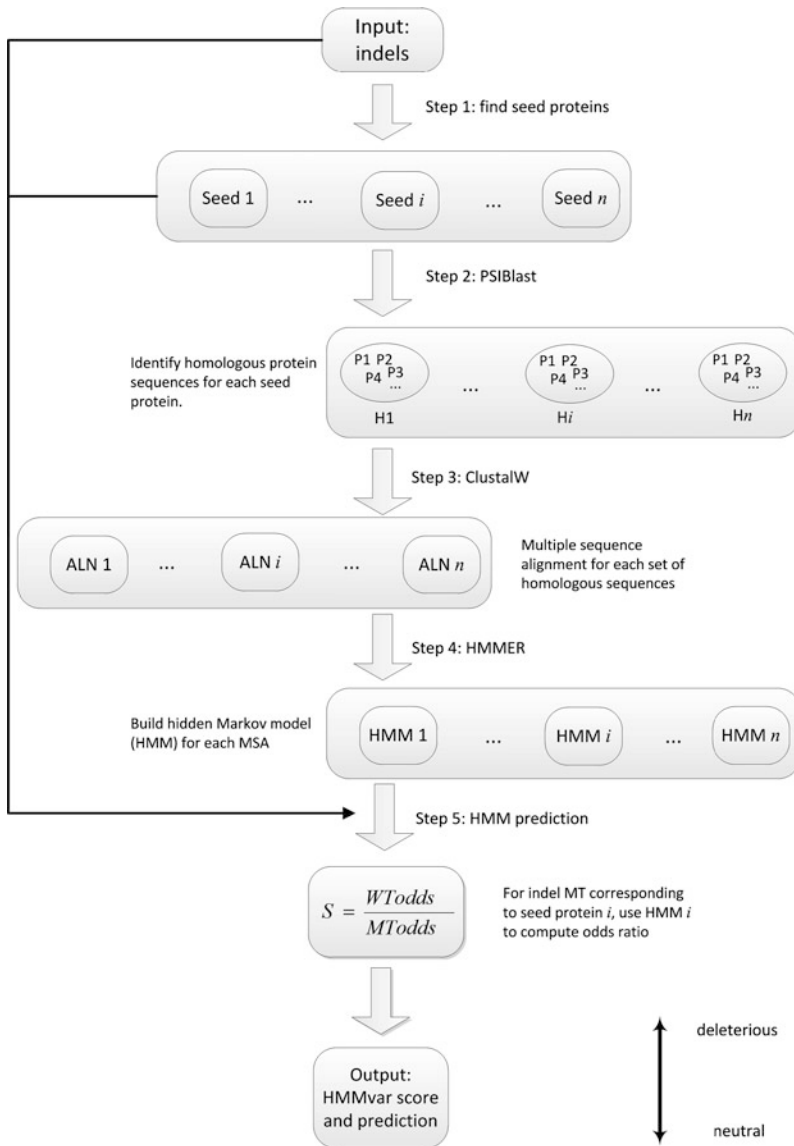 Input:
indels
Step 1: find seed proteins
Seed 1 ... Seed i ... Seed n
Step 2: PSIBlast
Identify homologous protein
sequences for each seed
protein.
P1 P2
P4 P3
...
H1
...
P1 P2
P4 P3
...
Hi
...
P1 P2
P4 P3
...
Hn
Step 3: ClustalW
ALN 1 ... ALN i ... ALN n
Multiple sequence
alignment for each set of
homologous sequences
Step 4: HMMER
Build hidden Markov model
(HMM) for each MSA
HMM 1 ... HMM i ... HMM n
Step 5: HMM prediction
S = WTodds / MTodds
For indel MT corresponding
to seed protein i, use HMM i
to compute odds ratio
Output:
HMMvar score
and prediction
deleterious
neutral